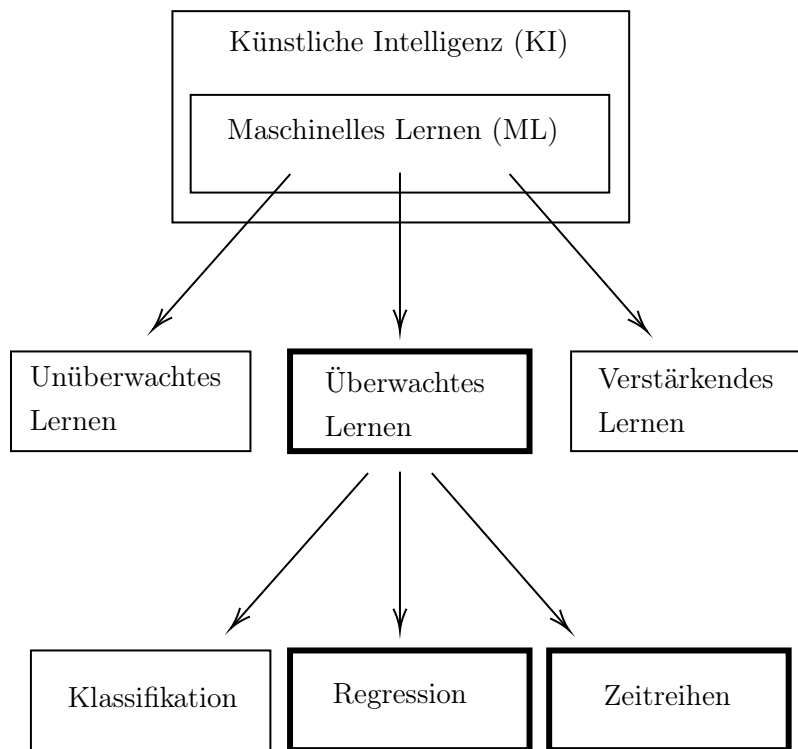 Künstliche Intelligenz (KI)
Maschinelles Lernen (ML)
Unüberwachtes
Lernen
Überwachtes
Lernen
Verstärkendes
Lernen
Klassifikation
Regression
Zeitreihen